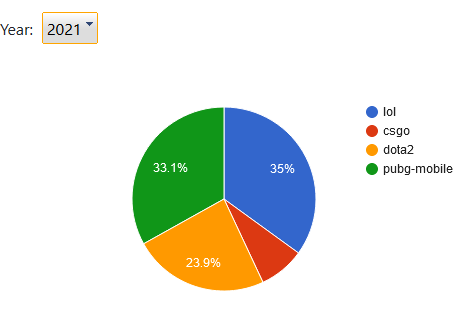 Year: 2021
lol
csgo
dota2
pubg-mobile
33.1%
35%
23.9%